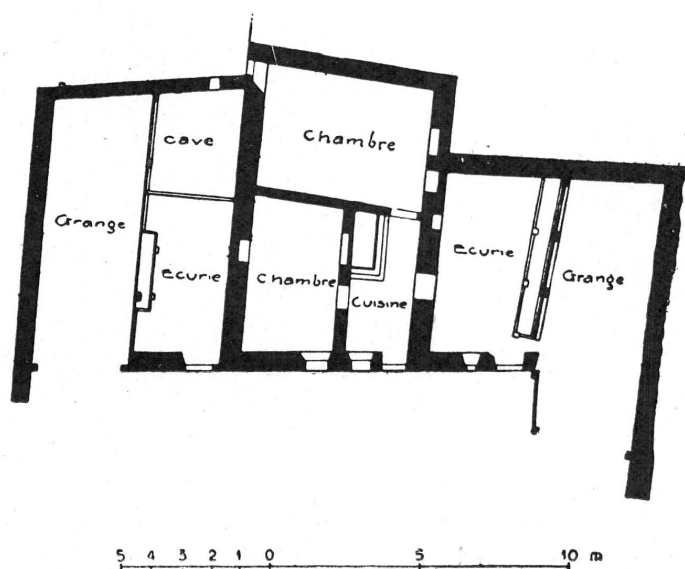 Chambre
Cave
Grange
Ecurie
Chambre
Cuisine
Ecurie
Grange
5 4 3 2 1 0 5 10 m